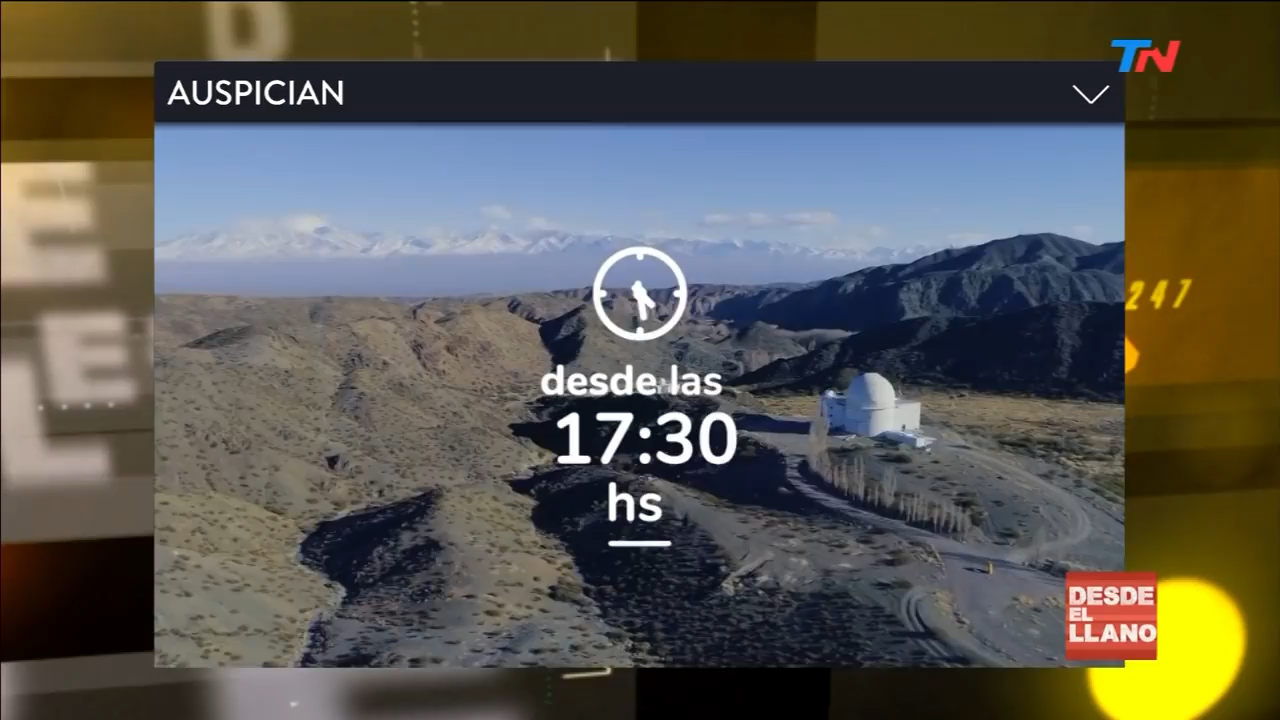 TN
AUSPICIAN
247
desde las
17:30
hs
DESDE
EL
LLANO